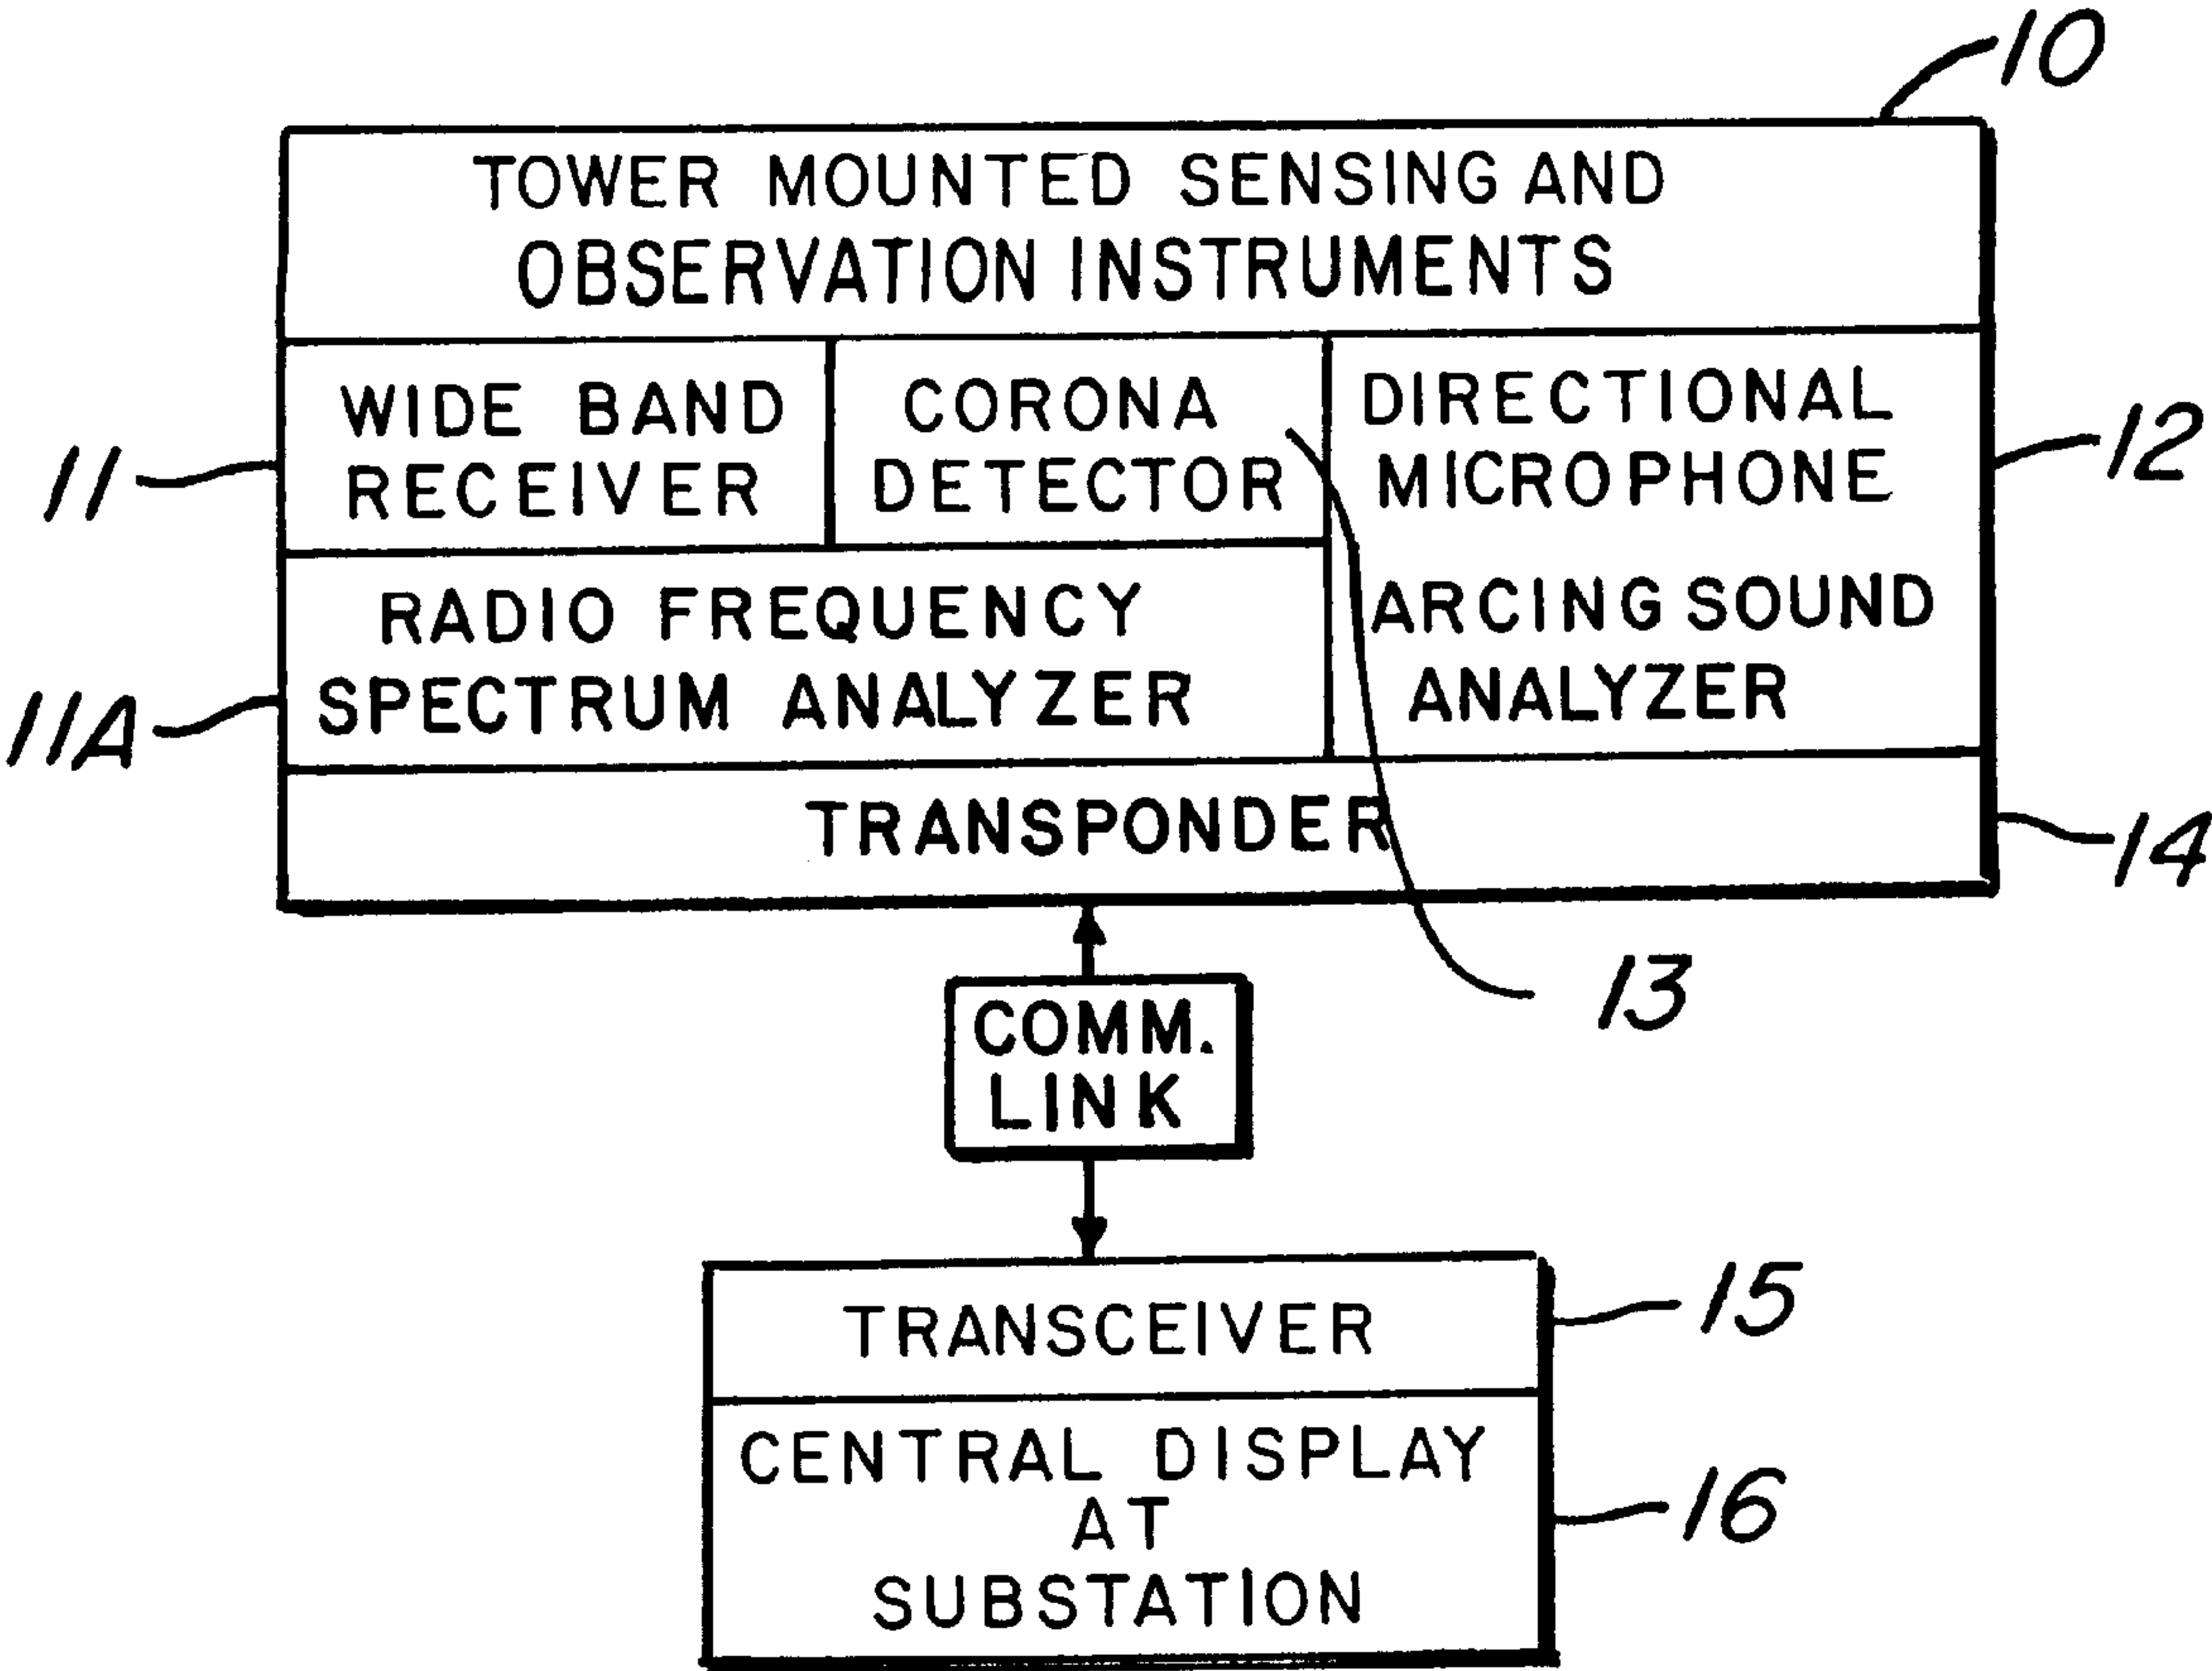 10
TOWER MOUNTED SENSING AND
OBSERVATION INSTRUMENTS
WIDE BAND
RECEIVER
CORONA
DETECTOR
DIRECTIONAL
MICROPHONE
ARCING SOUND
ANALYZER
11
12
RADIO FREQUENCY
SPECTRUM ANALYZER
11A
TRANSPONDER
14
13
COMM.
LINK
TRANSCEIVER
15
CENTRAL DISPLAY
AT
SUBSTATION
16